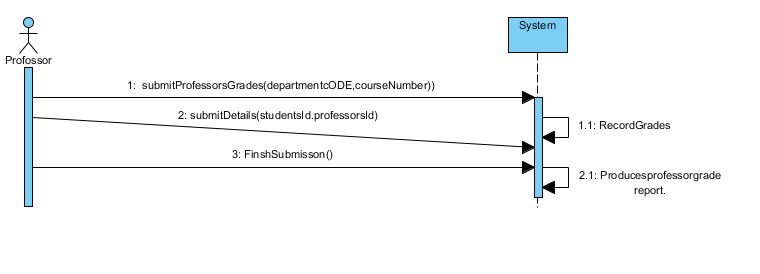 System
Professor
1: submitProfessorsGrades(departmentcODE,courseNumber))
2: submitDetails(studentsId.professorsId)
1.1: RecordGrades
3: FinshSubmisson()
2.1: Producesprofessorgrade
report.